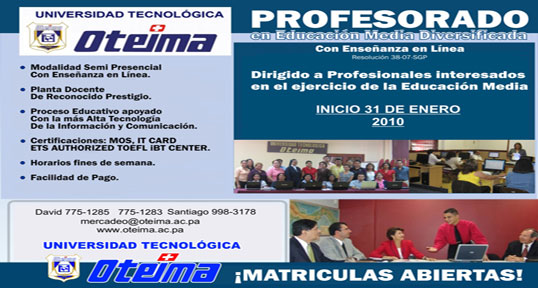 UNIVERSIDAD TECNOLÓGICA
Oteima
• Modalidad Semi Presencial
Con Enseñanza en Línea.
• Planta Docente
De Reconocido Prestigio.
• Proceso Educativo apoyado
Con la más Alta Tecnología
De la Información y Comunicación.
• Certificaciones: MOS, IT CARD
ETS AUTHORIZED TOEFL iBT CENTER.
• Horarios fines de semana.
• Facilidad de Pago.
PROFESORADO
en Educación Media Diversificada
Con Enseñanza en Línea
Resolución 38-07-SGP
Dirigido a Profesionales interesados
en el ejercicio de la Educación Media
INICIO 31 DE ENERO
2010
Oteima
David 775-1285 775-1283 Santiago 998-3178
mercadeo@oteima.ac.pa
www.oteima.ac.pa
UNIVERSIDAD TECNOLÓGICA
Oteima
¡MATRICULAS ABIERTAS!